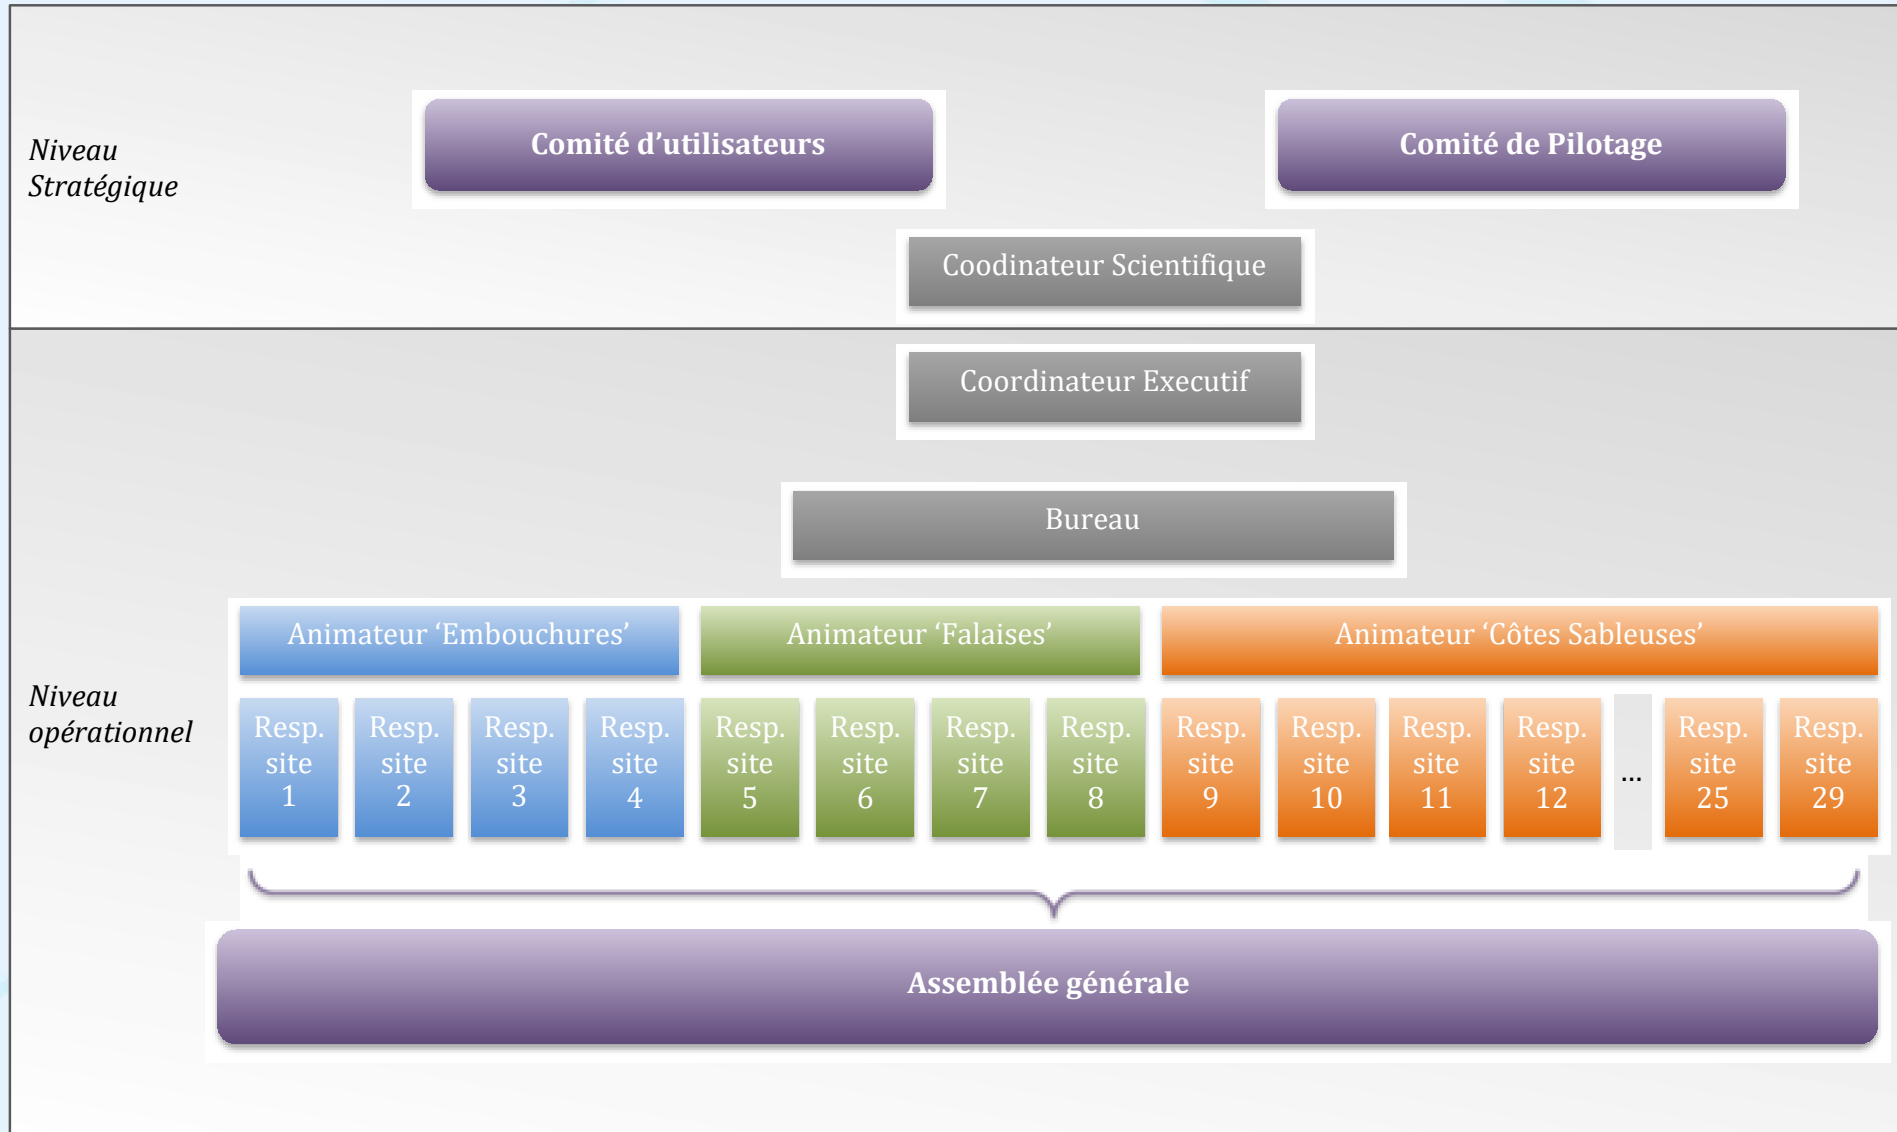 Niveau
Stratégique
Comité d’utilisateurs
Comité de Pilotage
Coodinateur Scientifique
Coordinateur Executif
Bureau
Niveau
opérationnel
Animateur ‘Embouchures’
Animateur ‘Falaises’
Animateur ‘Côtes Sableuses’
Resp.
site
1
Resp.
site
2
Resp.
site
3
Resp.
site
4
Resp.
site
5
Resp.
site
6
Resp.
site
7
Resp.
site
8
Resp.
site
9
Resp.
site
10
Resp.
site
11
Resp.
site
12
...
Resp.
site
25
Resp.
site
29
Assemblée générale